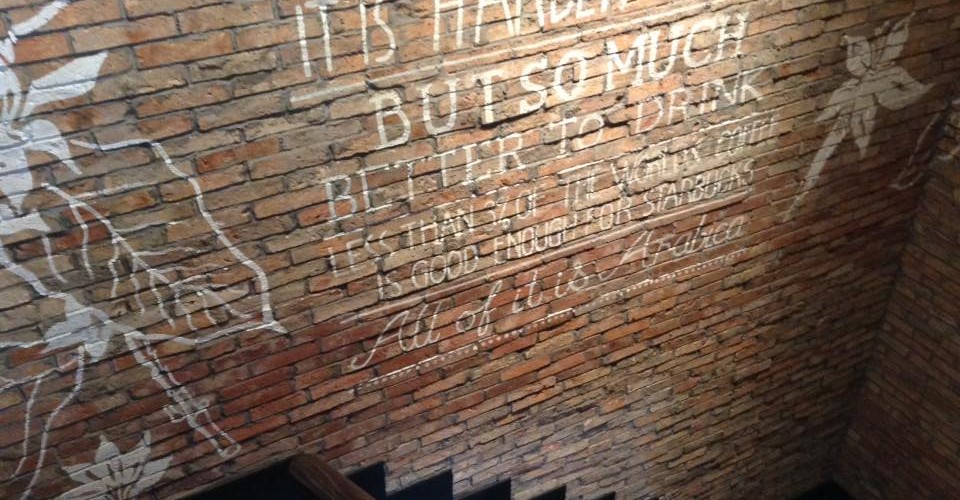 IT IS HARDER
BUT SO MUCH
BETTER TO DRINK
LESS THAN 3% OF THE WORLD'S
IS GOOD ENOUGH FOR STARBUCKS
All of it is Arabica